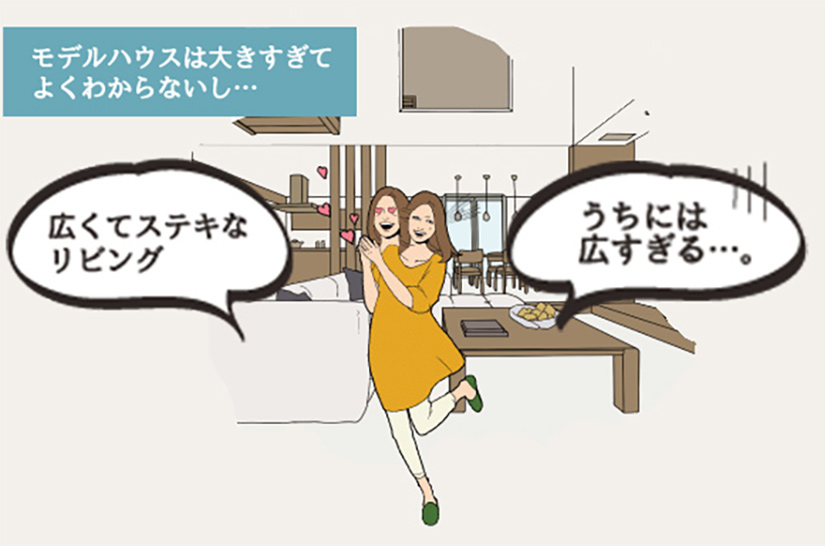 モデルハウスは大きすぎて
よくわからないし…
広くてステキな
リビング
うちには
広すぎる…。